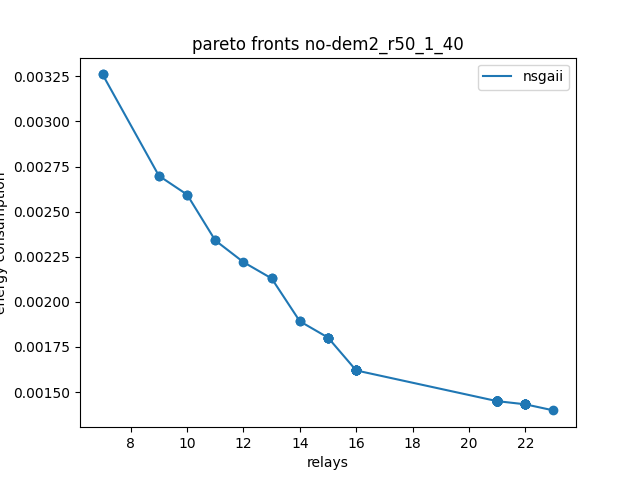 pareto fronts no-dem2_r50_1_40
nsgaii
0.00325
0.00300
0.00275
0.00250
0.00225
0.00200
0.00175
0.00150
energy consumption
8 10 12 14 16 18 20 22
relays